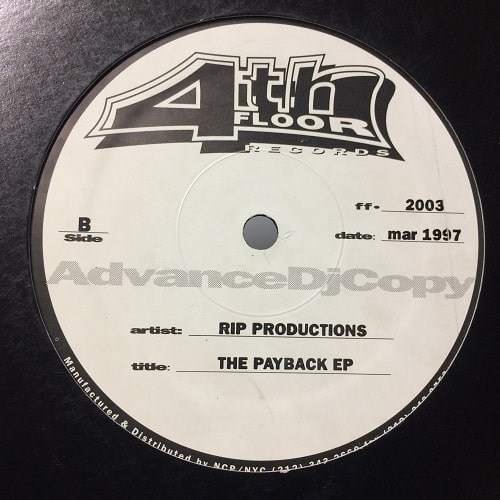 4th
FLOOR
RECORDS
ff- 2003
B
Side
date: mar 1997
AdvanceDjCopy
artist: RIP PRODUCTIONS
title: THE PAYBACK EP
Manufactured & Distributed by NCP/NYC (212)